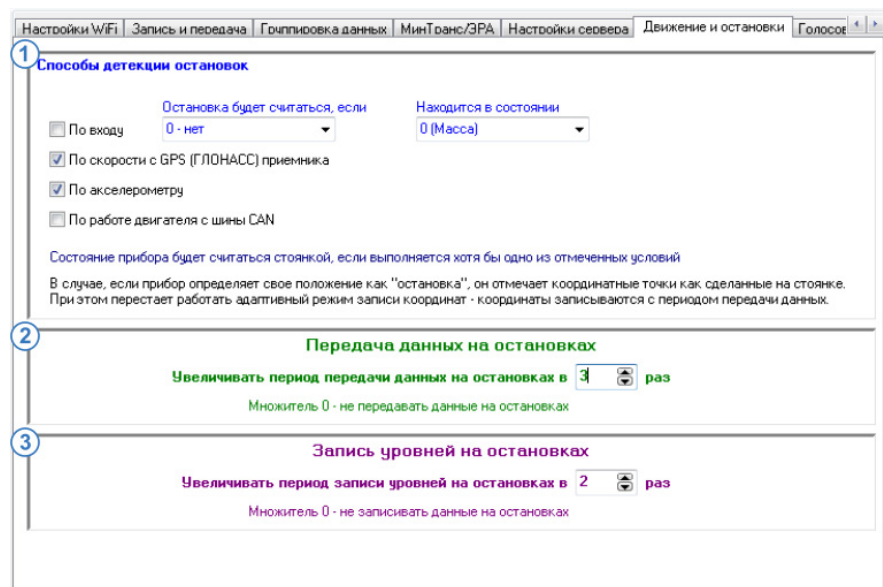 Настройки WiFi Запись и передача Группировка данных МинТранс/ЭРА Настройки сервера Движение и остановки Голосов
1
Способы детекции остановок
Остановка будет считаться, если Находится в состоянии
По входу 0 - нет 0 (Масса)
По скорости с GPS (ГЛОНАСС) приемника
По акселерометру
По работе двигателя с шины CAN
Состояние прибора будет считаться стоянкой, если выполняется хотя бы одно из отмеченных условий
В случае, если прибор определяет свое положение как "остановка", он отмечает координатные точки как сделанные на стоянке.
При этом перестает работать адаптивный режим записи координат - координаты записываются с периодом передачи данных.
2
Передача данных на остановках
Увеличивать период передачи данных на остановках в 3 раз
Множитель 0 - не передавать данные на остановках
3
Запись уровней на остановках
Увеличивать период записи уровней на остановках в 2 раз
Множитель 0 - не записывать данные на остановках